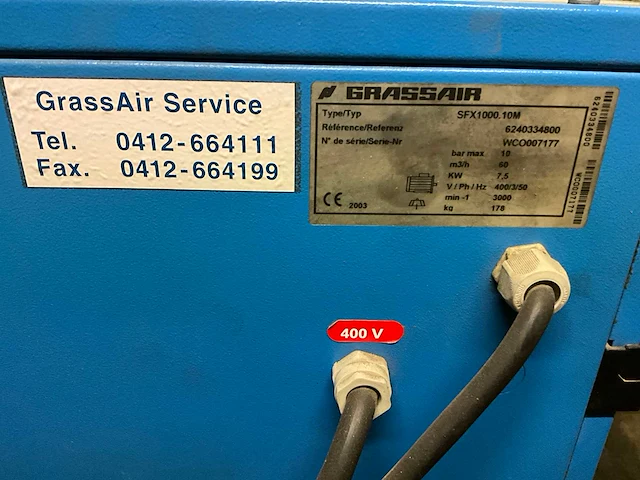 GrassAir Service
Tel. 0412-664111
Fax. 0412-664199
GRASSAIR
Type/Typ SFX1000.10M
Référence/Referenz 6240334800
N° de série/Serie-Nr WCO007177
bar max 10
m3/h 60
KW 7,5
V / Ph / Hz 400/3/50
min -1 3000
kg 178
CE 2003
6240334800
WCO007177
400 V